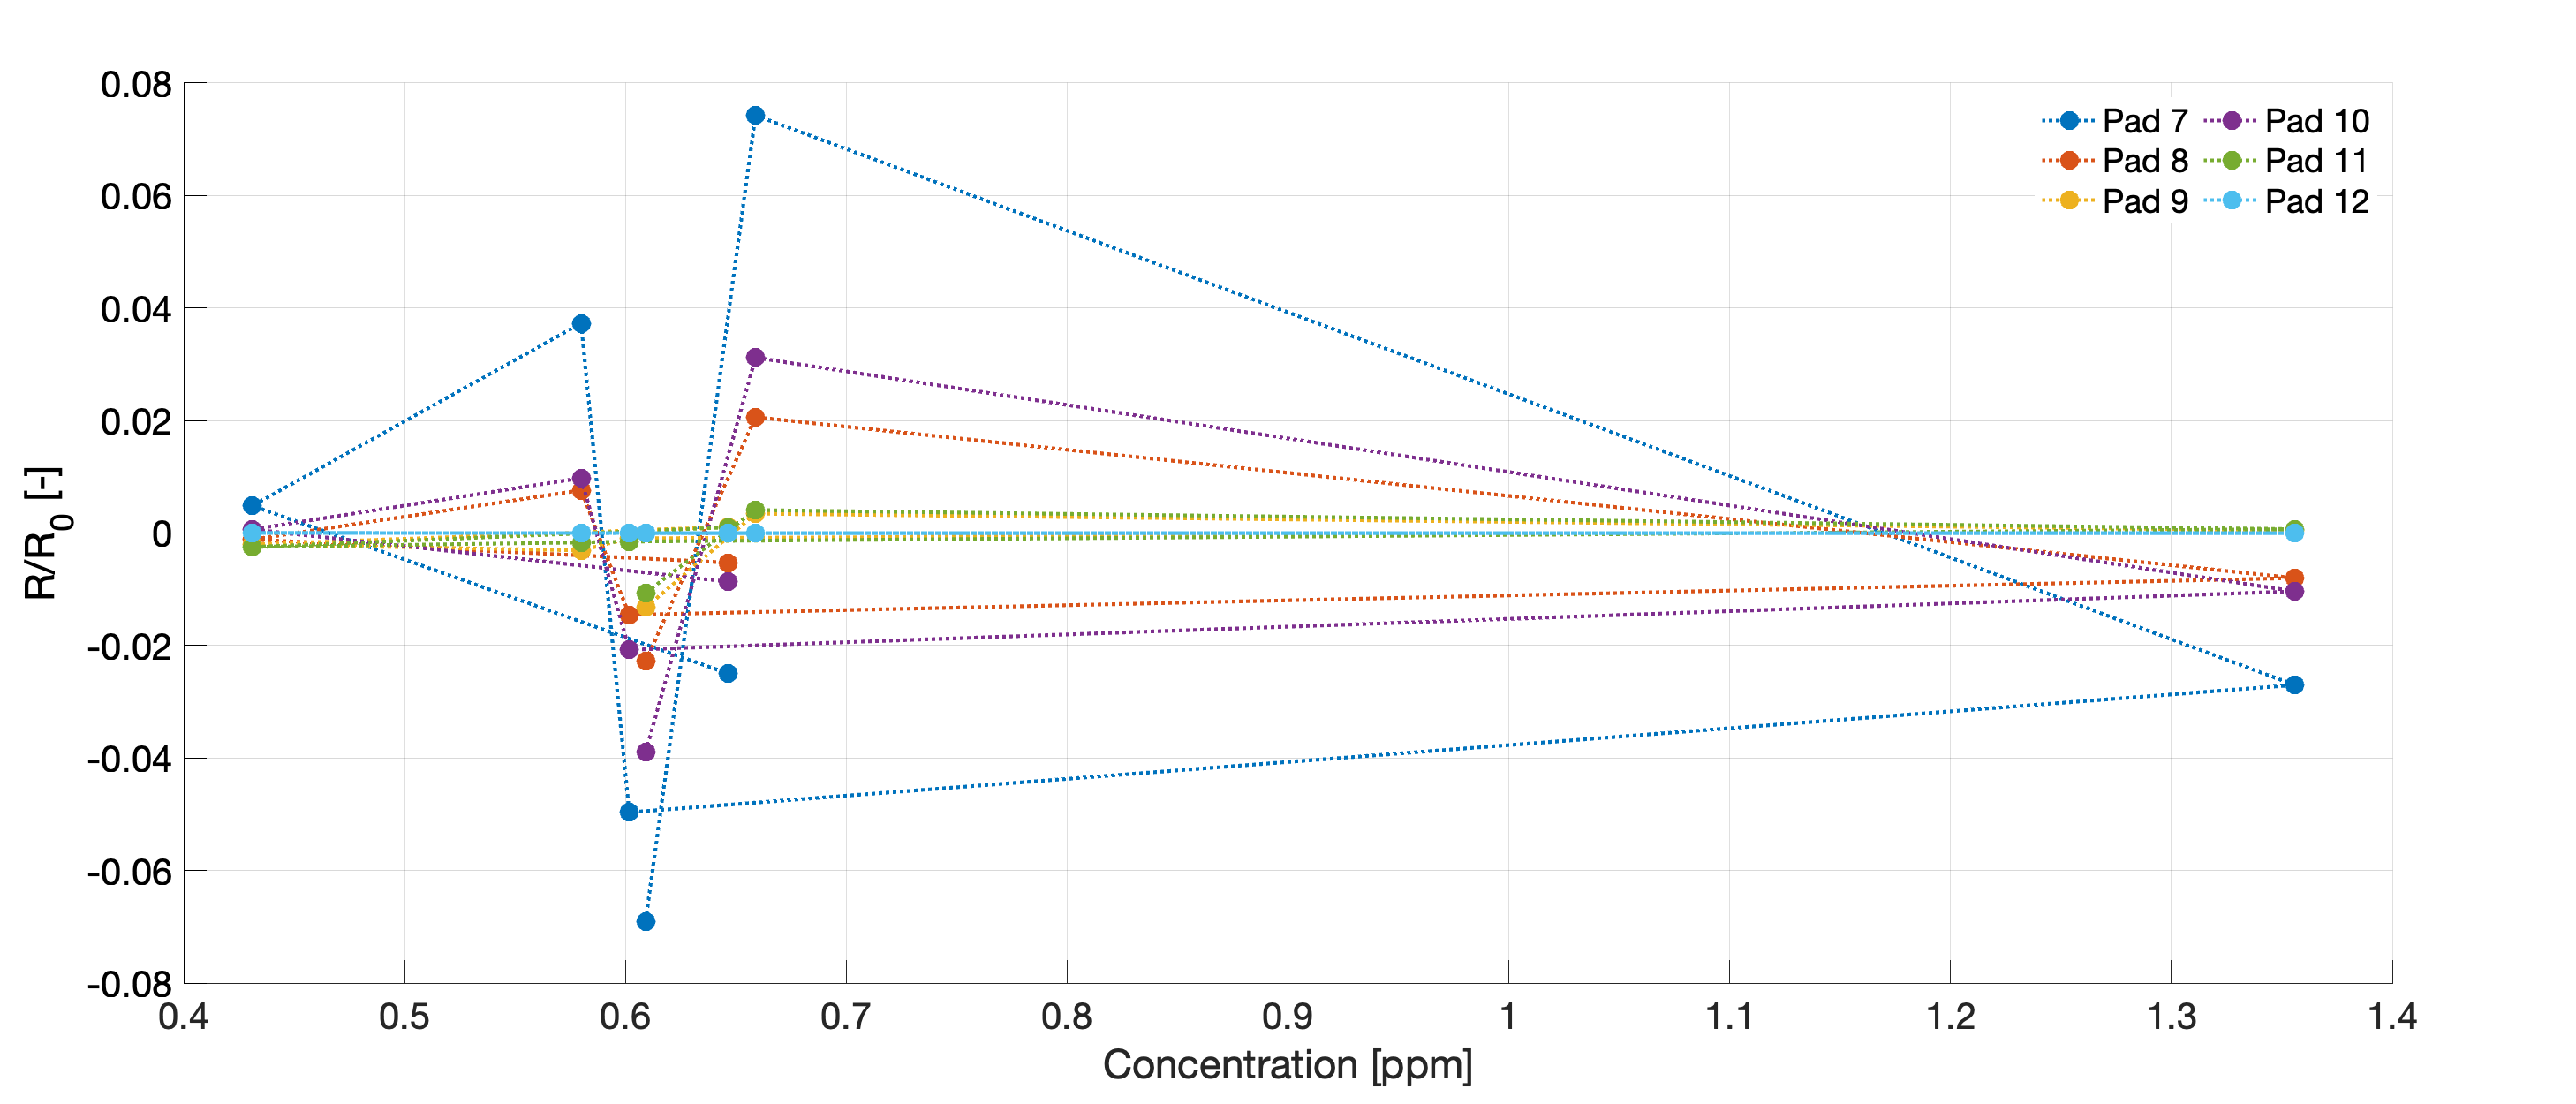 0.08
0.06
0.04
0.02
0
-0.02
-0.04
-0.06
-0.08
R/R0 [-]
Pad 7 Pad 10
Pad 8 Pad 11
Pad 9 Pad 12
0.4 0.5 0.6 0.7 0.8 0.9 1 1.1 1.2 1.3 1.4
Concentration [ppm]